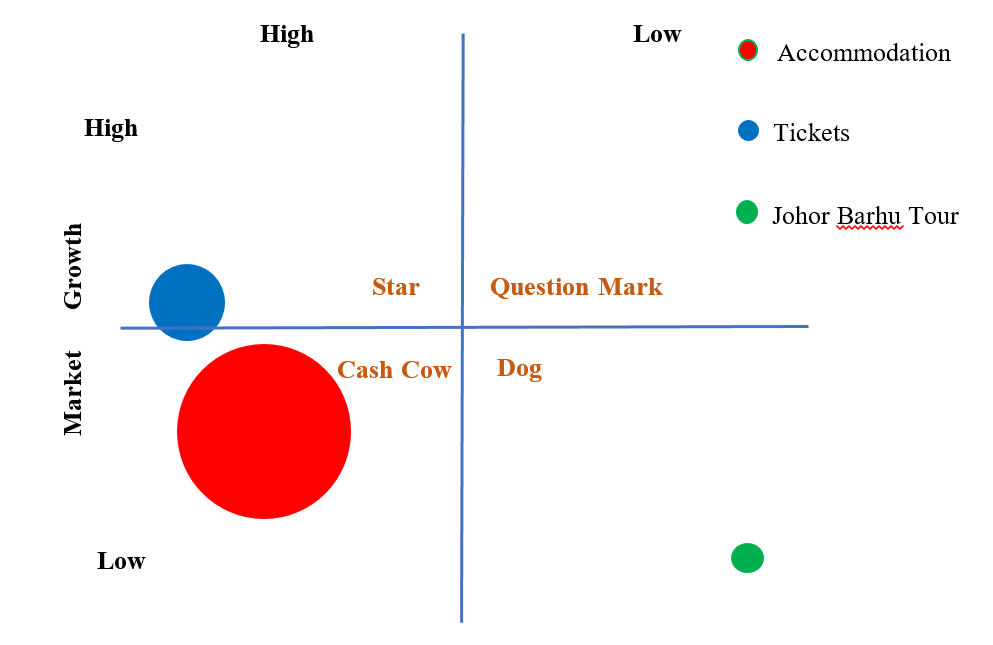 High
Low
Accommodation
High
Tickets
Johor Barhu Tour
Market Growth
Star
Question Mark
Cash Cow
Dog
Low